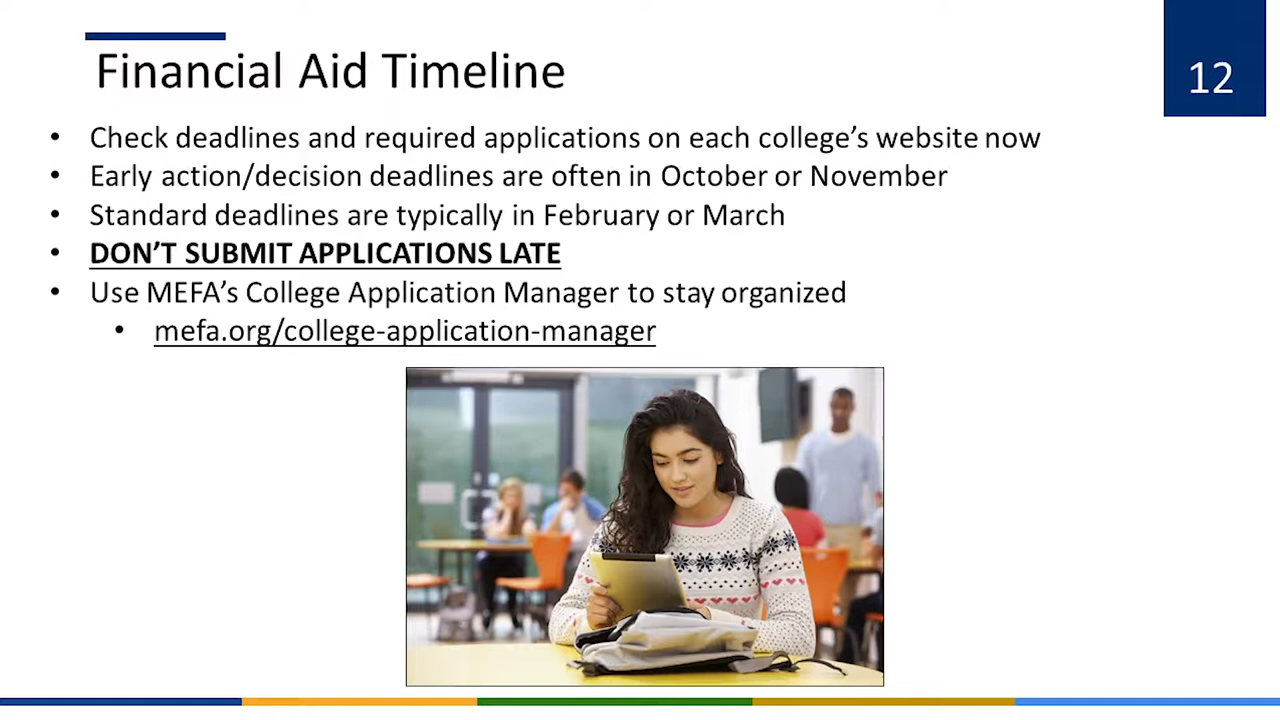 Financial Aid Timeline
12
• Check deadlines and required applications on each college’s website now
• Early action/decision deadlines are often in October or November
• Standard deadlines are typically in February or March
• DON’T SUBMIT APPLICATIONS LATE
• Use MEFA’s College Application Manager to stay organized
• mefa.org/college-application-manager